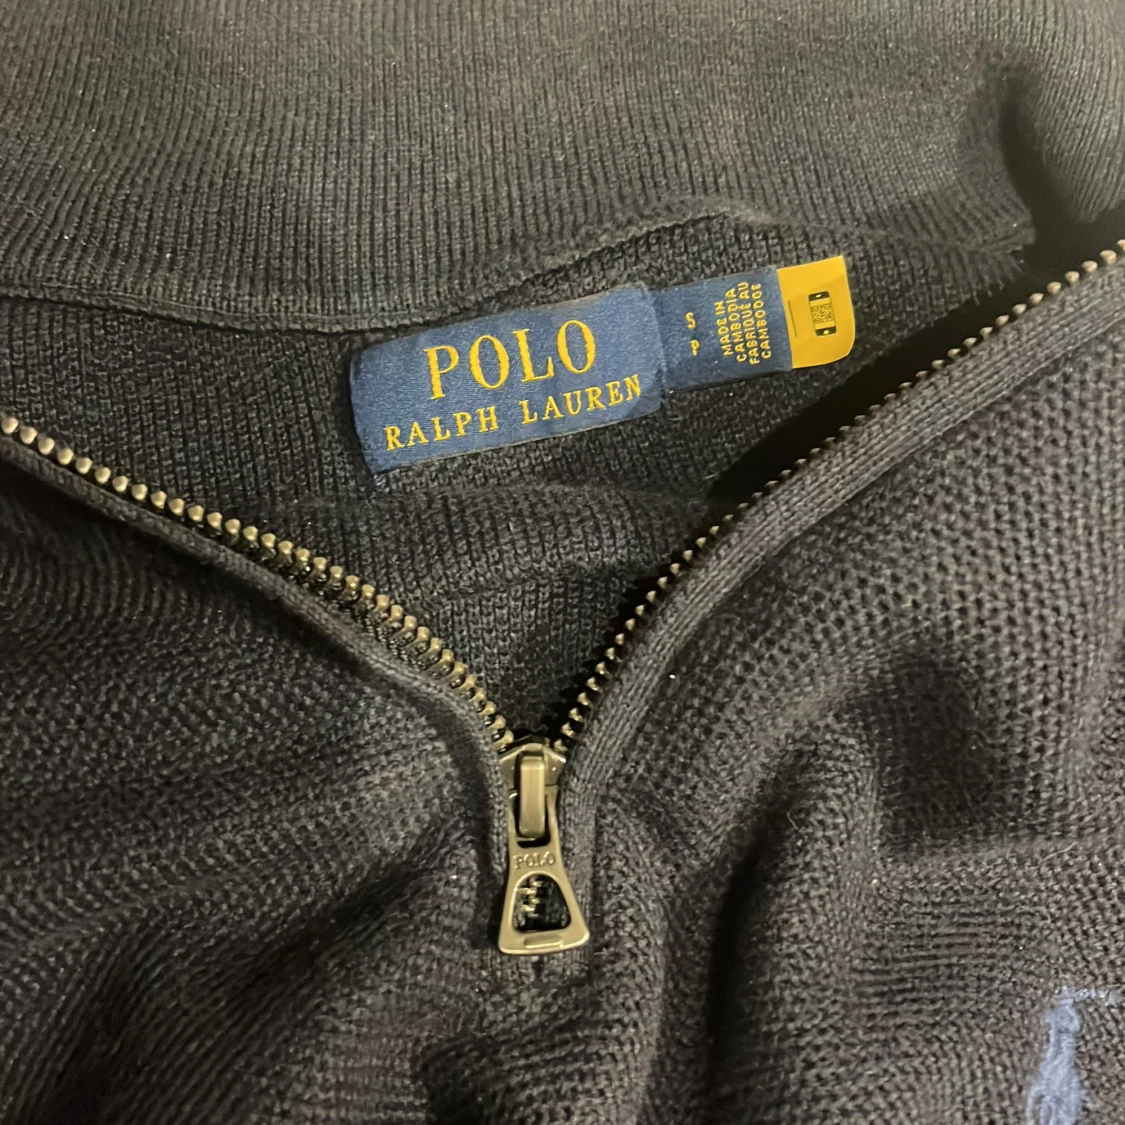 POLO
RALPH LAUREN
S
P
MADE IN
CAMBODIA
FABRIQUÉ AU
CAMBODGE
POLO